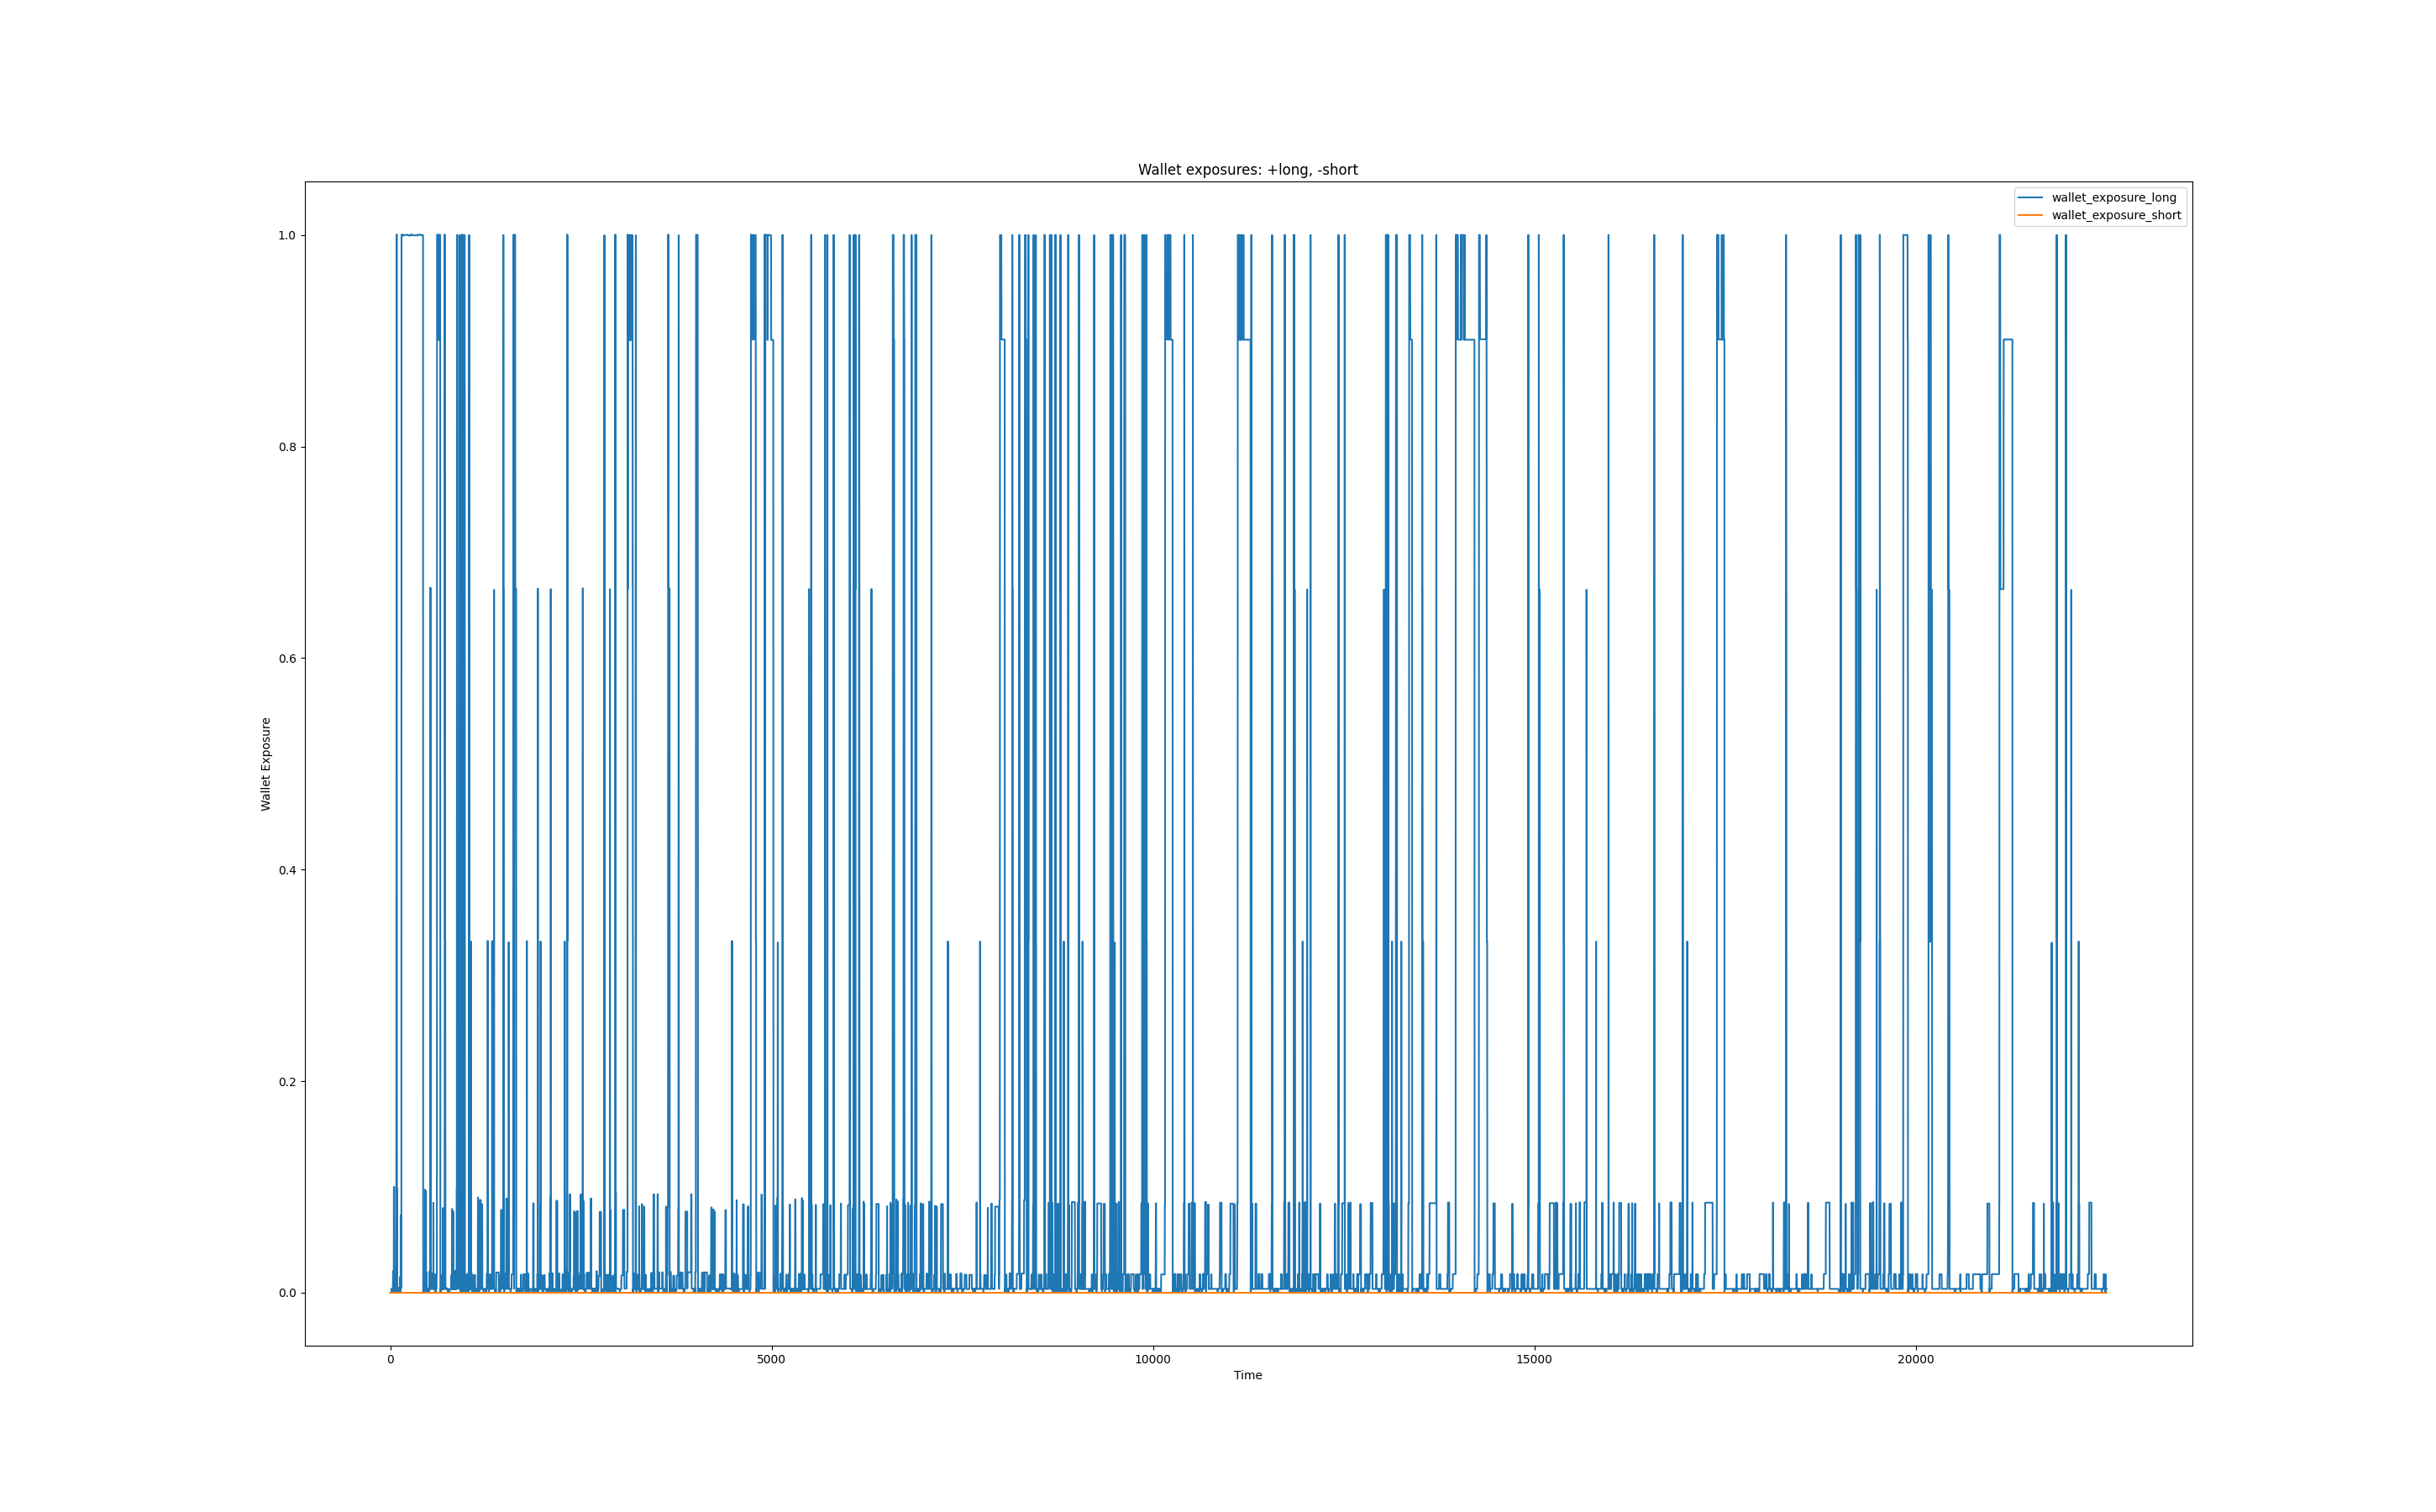 Wallet exposures: +long, -short
wallet_exposure_long
wallet_exposure_short
1.0
0.8
0.6
0.4
0.2
0.0
Wallet Exposure
0 5000 10000 15000 20000
Time